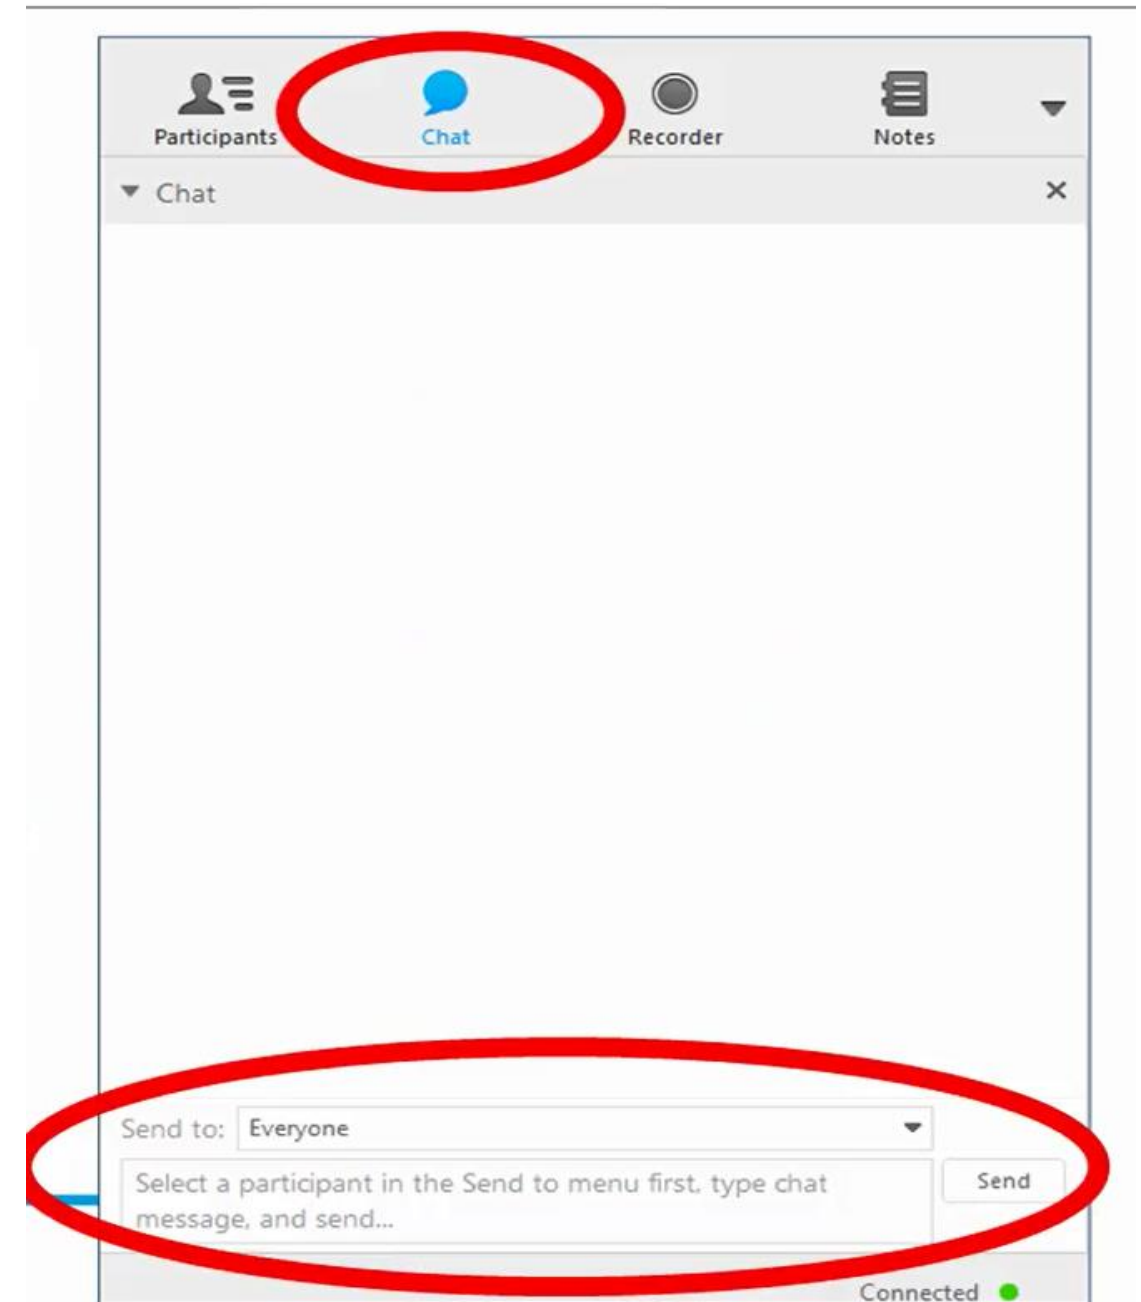 Participants Chat Recorder Notes
Chat
Send to: Everyone
Select a participant in the Send to menu first, type chat
message, and send...
Send
Connected